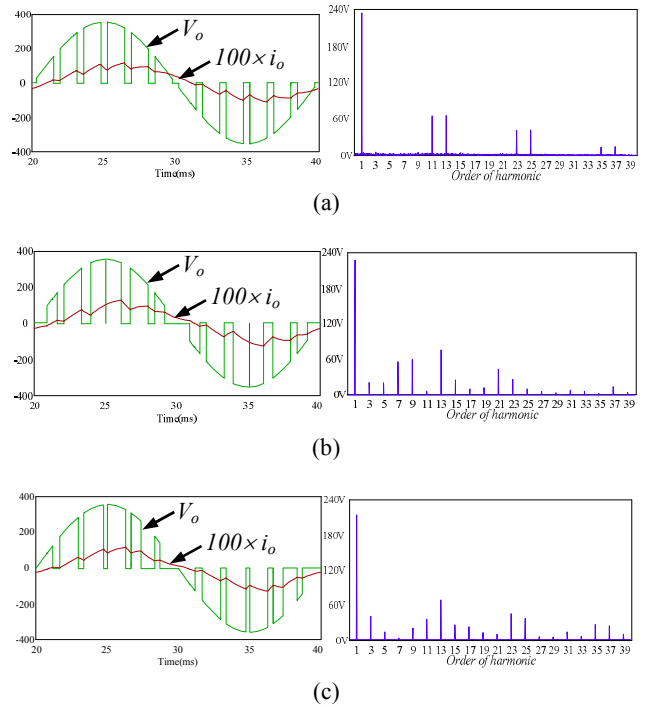 400
200
0
-200
-400
20 25 30 35 40
Time(ms)
V_o
100×i_o
240V
180V
120V
60V
0V
1 3 5 7 9 11 13 15 17 19 21 23 25 27 29 31 33 35 37 39
Order of harmonic
(a)
400
200
0
-200
-400
20 25 30 35 40
Time(ms)
V_o
100×i_o
240V
180V
120V
60V
0V
1 3 5 7 9 11 13 15 17 19 21 23 25 27 29 31 33 35 37 39
Order of harmonic
(b)
400
200
0
-200
-400
20 25 30 35 40
Time(ms)
V_o
100×i_o
240V
180V
120V
60V
0V
1 3 5 7 9 11 13 15 17 19 21 23 25 27 29 31 33 35 37 39
Order of harmonic
(c)